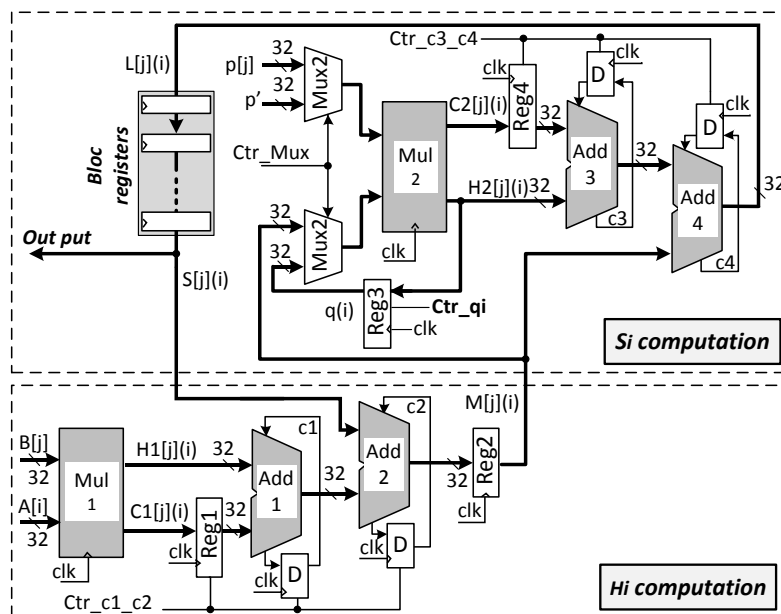 Ctr_c3_c4
32
L[j](i)
p[j]
p'
32
Mux2
clk
Reg4
C2[j](i)
32
D
clk
D
clk
Bloc
registers
Ctr_Mux
Mul
2
Add
3
32
Add
4
32
H2[j](i)
32
c3
32
32
Mux2
clk
c4
Out put
S[j](i)
q(i)
Reg3
Ctr_qi
clk
Si computation
M[j](i)
B[j]
32
A[i]
32
Mul
1
H1[j](i)
32
c1
c2
Add
1
32
Add
2
32
Reg2
clk
C1[j](i)
Reg1
32
clk
clk
clk
D
clk
D
Ctr_c1_c2
Hi computation